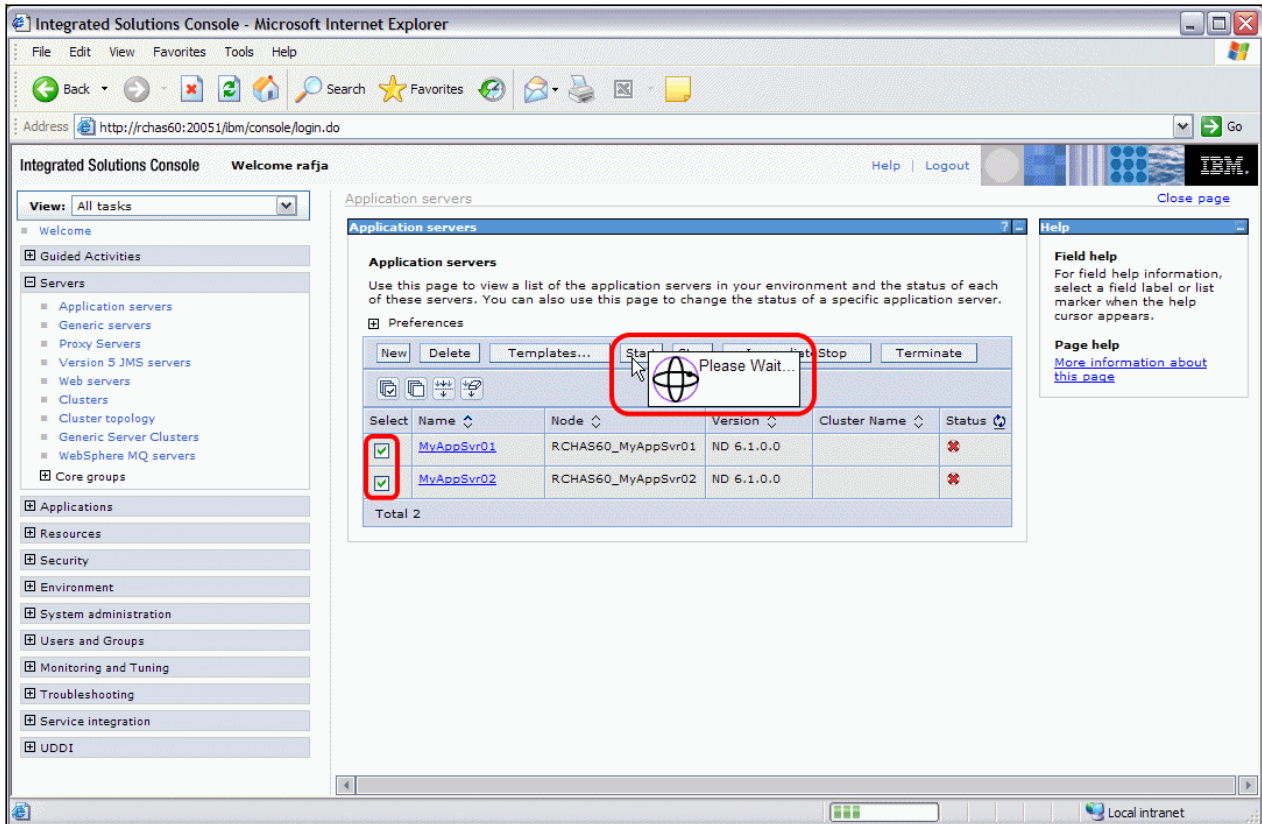 Integrated Solutions Console - Microsoft Internet Explorer
File Edit View Favorites Tools Help
Back Search Favorites
Address http://rchas60:20051/ibm/console/login.do Go
Integrated Solutions Console Welcome rafja Help | Logout IBM.
View: All tasks
Welcome
Guided Activities
Servers
Application servers
Generic servers
Proxy Servers
Version 5 JMS servers
Web servers
Clusters
Cluster topology
Generic Server Clusters
WebSphere MQ servers
Core groups
Applications
Resources
Security
Environment
System administration
Users and Groups
Monitoring and Tuning
Troubleshooting
Service integration
UDDI
Application servers Close page
Application servers ? -
Application servers
Use this page to view a list of the application servers in your environment and the status of each
of these servers. You can also use this page to change the status of a specific application server.
Preferences
New Delete Templates... Start Stop Terminate
Please Wait...
Select Name Node Version Cluster Name Status
MyAppSvr01 RCHAS60_MyAppSvr01 ND 6.1.0.0
MyAppSvr02 RCHAS60_MyAppSvr02 ND 6.1.0.0
Total 2
Help -
Field help
For field help information,
select a field label or list
marker when the help
cursor appears.
Page help
More information about
this page
Local intranet